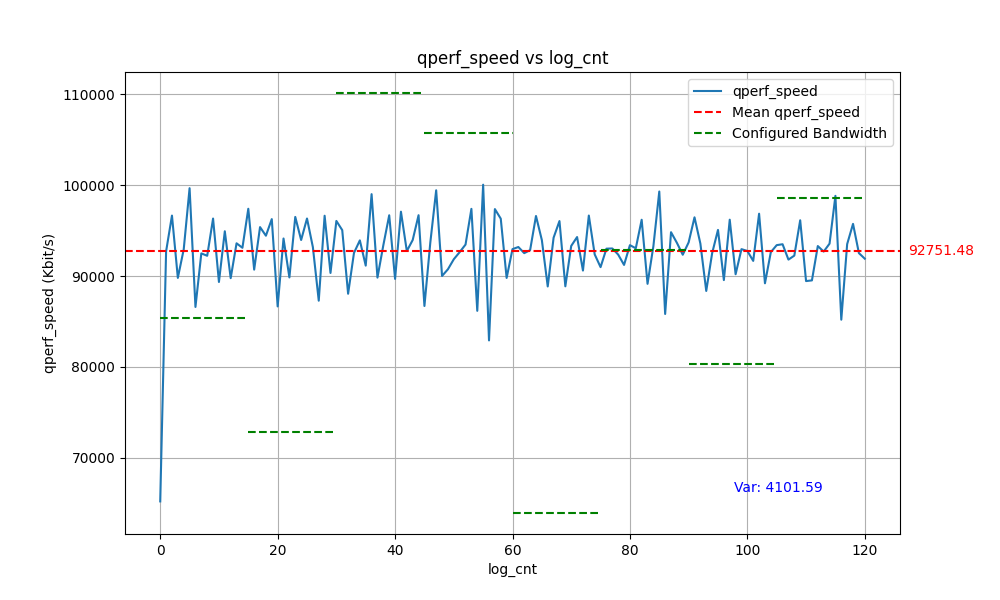 qperf_speed vs log_cnt
qperf_speed
Mean qperf_speed
Configured Bandwidth
qperf_speed (Kbit/s)
110000
100000
90000
80000
70000
92751.48
Var: 4101.59
0 20 40 60 80 100 120
log_cnt